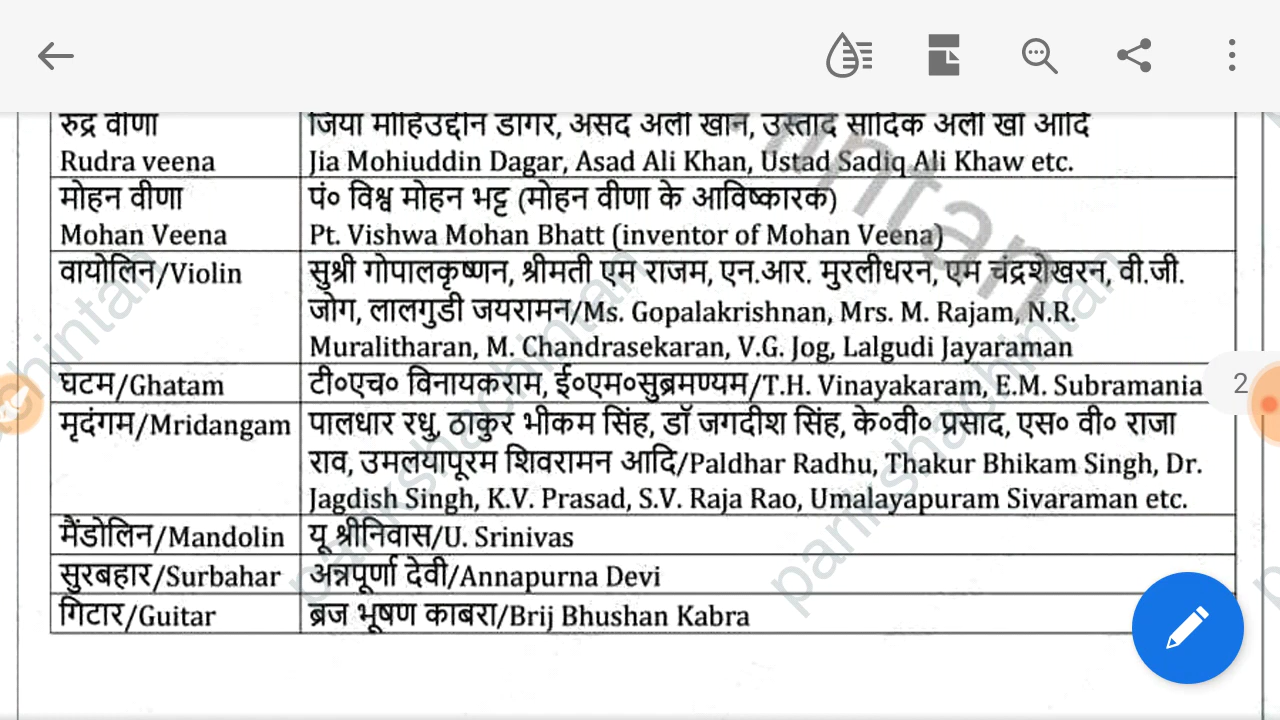 रुद्र वीणा
जिया मोहिउद्दीन डागर, असद अली खान, उस्ताद सादिक अली खाँ आदि
Rudra veena
Jia Mohiuddin Dagar, Asad Ali Khan, Ustad Sadiq Ali Khaw etc.
मोहन वीणा
पं० विश्व मोहन भट्ट (मोहन वीणा के आविष्कारक)
Mohan Veena
Pt. Vishwa Mohan Bhatt (inventor of Mohan Veena)
वायोलिन/Violin
सुश्री गोपालकृष्णन, श्रीमती एम राजम, एन.आर. मुरलीधरन, एम चंद्रशेखरन, वी.जी.
जोग, लालगुडी जयरामन/Ms. Gopalakrishnan, Mrs. M. Rajam, N.R.
Muralitharan, M. Chandrasekaran, V.G. Jog, Lalgudi Jayaraman
घटम/Ghatam
टी०एच० विनायकराम, ई०एम०सुब्रमण्यम/T.H. Vinayakaram, E.M. Subramania
2
मृदंगम/Mridangam
पालधार रधु, ठाकुर भीकम सिंह, डॉ जगदीश सिंह, के०वी० प्रसाद, एस० वी० राजा
राव, उमलयापूरम शिवरामन आदि/Paldhar Radhu, Thakur Bhikam Singh, Dr.
Jagdish Singh, K.V. Prasad, S.V. Raja Rao, Umalayapuram Sivaraman etc.
मैंडोलिन/Mandolin
यू श्रीनिवास/U. Srinivas
सुरबहार/Surbahar
अन्नपूर्णा देवी/Annapurna Devi
गिटार/Guitar
ब्रज भूषण काबरा/Brij Bhushan Kabra